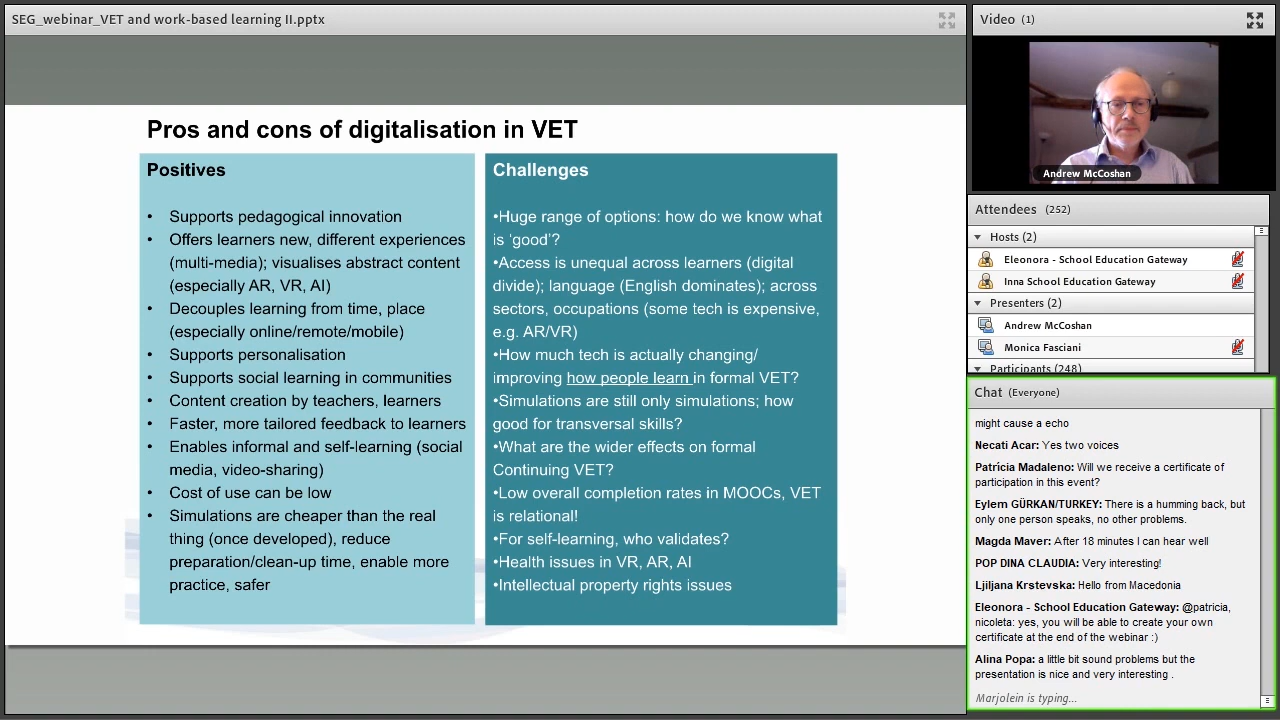 SEG_webinar_VET and work-based learning II.pptx
Pros and cons of digitalisation in VET
Positives
• Supports pedagogical innovation
• Offers learners new, different experiences
(multi-media); visualises abstract content
(especially AR, VR, AI)
• Decouples learning from time, place
(especially online/remote/mobile)
• Supports personalisation
• Supports social learning in communities
• Content creation by teachers, learners
• Faster, more tailored feedback to learners
• Enables informal and self-learning (social
media, video-sharing)
• Cost of use can be low
• Simulations are cheaper than the real
thing (once developed), reduce
preparation/clean-up time, enable more
practice, safer
Challenges
•Huge range of options: how do we know what
is ‘good’?
•Access is unequal across learners (digital
divide); language (English dominates); across
sectors, occupations (some tech is expensive,
e.g. AR/VR)
•How much tech is actually changing/
improving how people learn in formal VET?
•Simulations are still only simulations; how
good for transversal skills?
•What are the wider effects on formal
Continuing VET?
•Low overall completion rates in MOOCs, VET
is relational!
•For self-learning, who validates?
•Health issues in VR, AR, AI
•Intellectual property rights issues
Video (1)
Andrew McCoshan
Attendees (252)
Hosts (2)
Eleonora - School Education Gateway
Inna School Education Gateway
Presenters (2)
Andrew McCoshan
Monica Fasciani
Participants (248)
Chat (Everyone)
might cause a echo
Necati Acar: Yes two voices
Patrícia Madaleno: Will we receive a certificate of
participation in this event?
Eylem GÜRKAN/TURKEY: There is a humming back, but
only one person speaks, no other problems.
Magda Maver: After 18 minutes I can hear well
POP DINA CLAUDIA: Very interesting!
Ljiljana Krstevska: Hello from Macedonia
Eleonora - School Education Gateway: @patricia,
nicoleta: yes, you will be able to create your own
certificate at the end of the webinar :)
Alina Popa: a little bit sound problems but the
presentation is nice and very interesting .
Marjolein is typing...